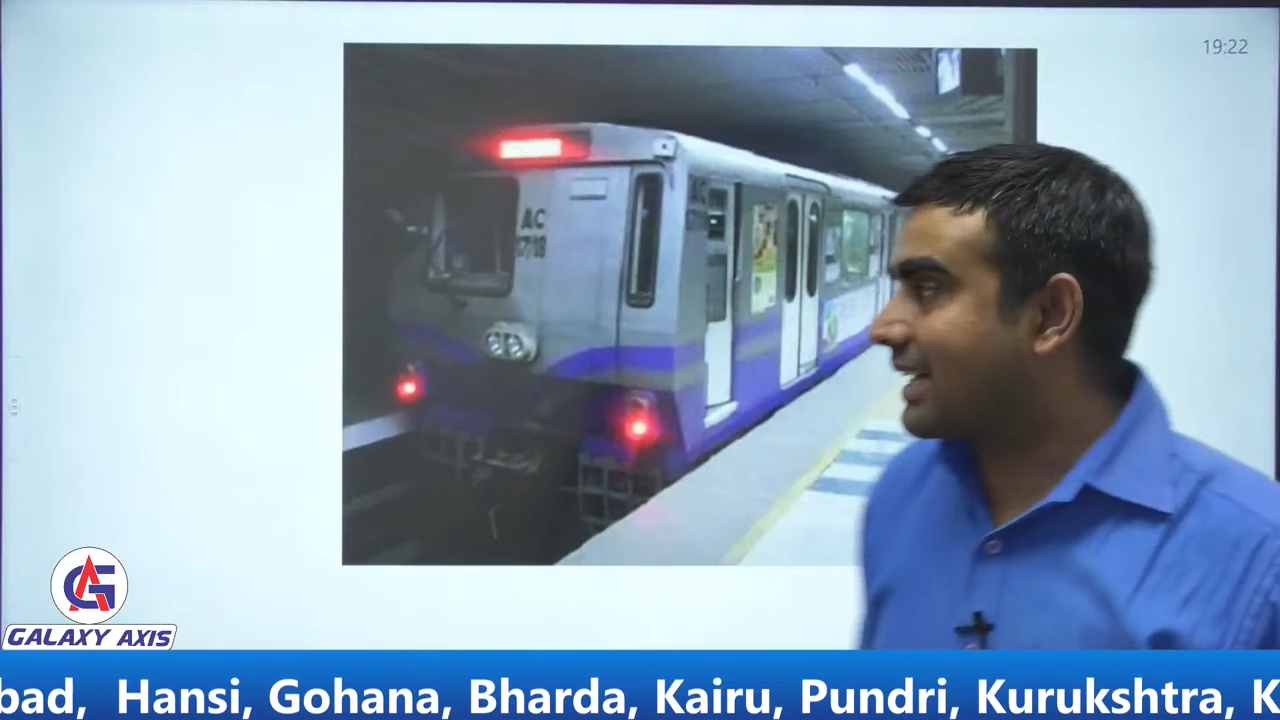 19:22
AC
GALAXY AXIS
bad, Hansi, Gohana, Bharda, Kairu, Pundri, Kurukshtra, K